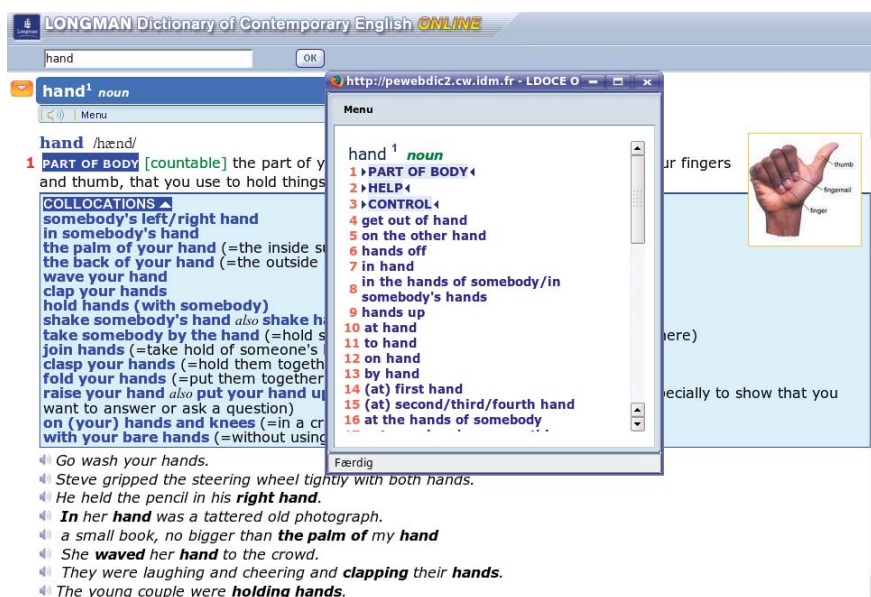 LONGMAN Dictionary of Contemporary English ONLINE
hand OK
hand¹ noun
Menu
hand /hænd/
1 PART OF BODY [countable] the part of y ur fingers
and thumb, that you use to hold things
COLLOCATIONS
somebody's left/right hand
in somebody's hand
the palm of your hand (=the inside su
the back of your hand (=the outside
wave your hand
clap your hands
hold hands (with somebody)
shake somebody's hand also shake ha
take somebody by the hand (=hold s ere)
join hands (=take hold of someone's
clasp your hands (=hold them togeth
fold your hands (=put them together
raise your hand also put your hand up ecially to show that you
want to answer or ask a question)
on (your) hands and knees (=in a cr
with your bare hands (=without using
Go wash your hands.
Steve gripped the steering wheel tightly with both hands.
He held the pencil in his right hand.
In her hand was a tattered old photograph.
a small book, no bigger than the palm of my hand
She waved her hand to the crowd.
They were laughing and cheering and clapping their hands.
The young couple were holding hands.
http://pewebdic2.cw.idm.fr - LDOCE O
Menu
hand ¹ noun
1 PART OF BODY
2 HELP
3 CONTROL
4 get out of hand
5 on the other hand
6 hands off
7 in hand
8 in the hands of somebody/in
somebody's hands
9 hands up
10 at hand
11 to hand
12 on hand
13 by hand
14 (at) first hand
15 (at) second/third/fourth hand
16 at the hands of somebody
Færdig
thumb
fingernail
finger